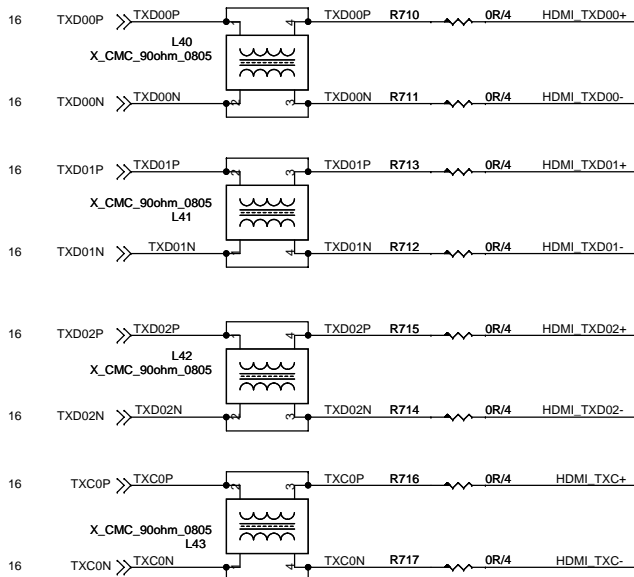 16 TXD00P TXD00P 1 4 TXD00P R710 0R/4 HDMI_TXD00+
L40
X_CMC_90ohm_0805
16 TXD00N TXD00N 2 3 TXD00N R711 0R/4 HDMI_TXD00-
16 TXD01P TXD01P 2 3 TXD01P R713 0R/4 HDMI_TXD01+
X_CMC_90ohm_0805
L41
16 TXD01N TXD01N 1 4 TXD01N R712 0R/4 HDMI_TXD01-
16 TXD02P TXD02P 1 4 TXD02P R715 0R/4 HDMI_TXD02+
L42
X_CMC_90ohm_0805
16 TXD02N TXD02N 2 3 TXD02N R714 0R/4 HDMI_TXD02-
16 TXC0P TXC0P 2 3 TXC0P R716 0R/4 HDMI_TXC+
X_CMC_90ohm_0805
L43
16 TXC0N TXC0N 1 4 TXC0N R717 0R/4 HDMI_TXC-